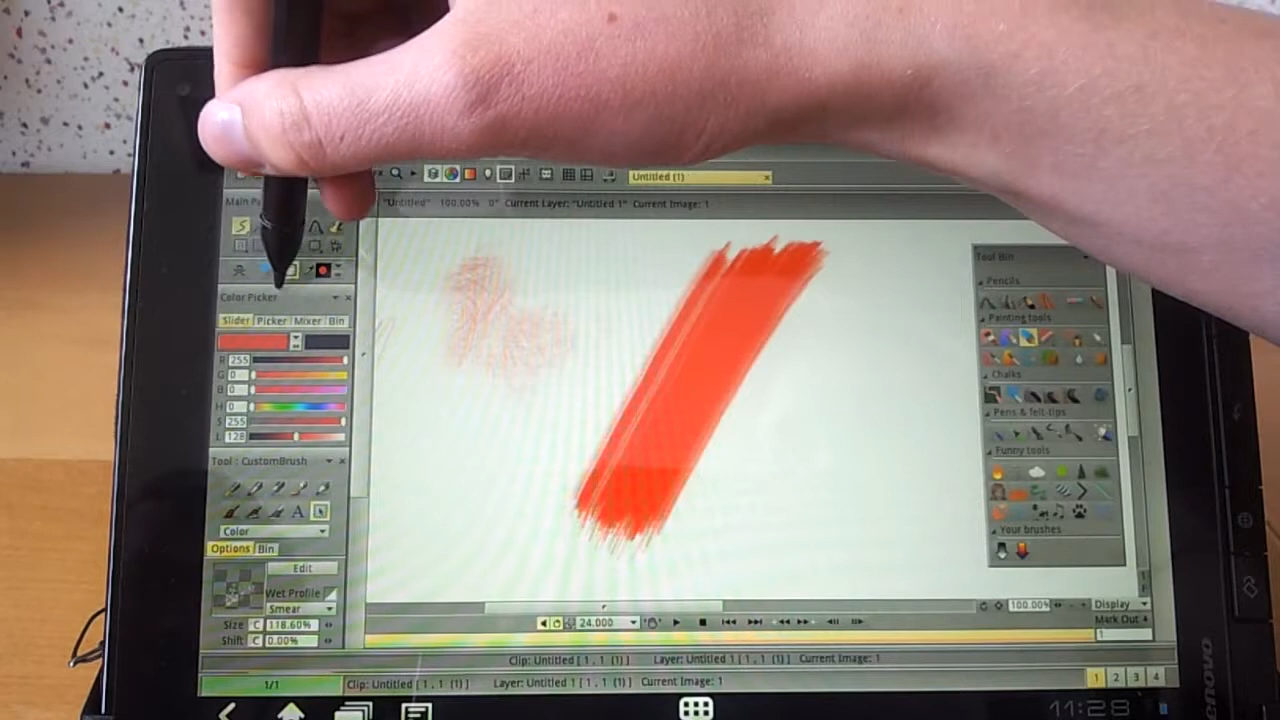 Untitled (1)
"Untitled" 100.00% 0° Current Layer: "Untitled 1" Current Image: 1
Color Picker
Slider Picker Mixer Bin
R 255
G 0
B 0
H 0
S 255
L 128
Tool : CustomBrush
A
Color
Options Bin
Edit
Wet Profile
Smear
Size C 118.60%
Shift C 0.00%
Tool Bin
Pencils
Painting tools
Chalks
Pens & felt-tips
Funny tools
Your brushes
24.000
100.00%
Display
Mark Out
1
Clip: Untitled [ 1 , 1 (1) ] Layer: Untitled 1 [ 1 , 1 (1) ] Current Image: 1
1/1 Clip: Untitled [ 1 , 1 (1) ] Layer: Untitled 1 [ 1 , 1 (1) ] Current Image: 1
1 2 3 4
11:28